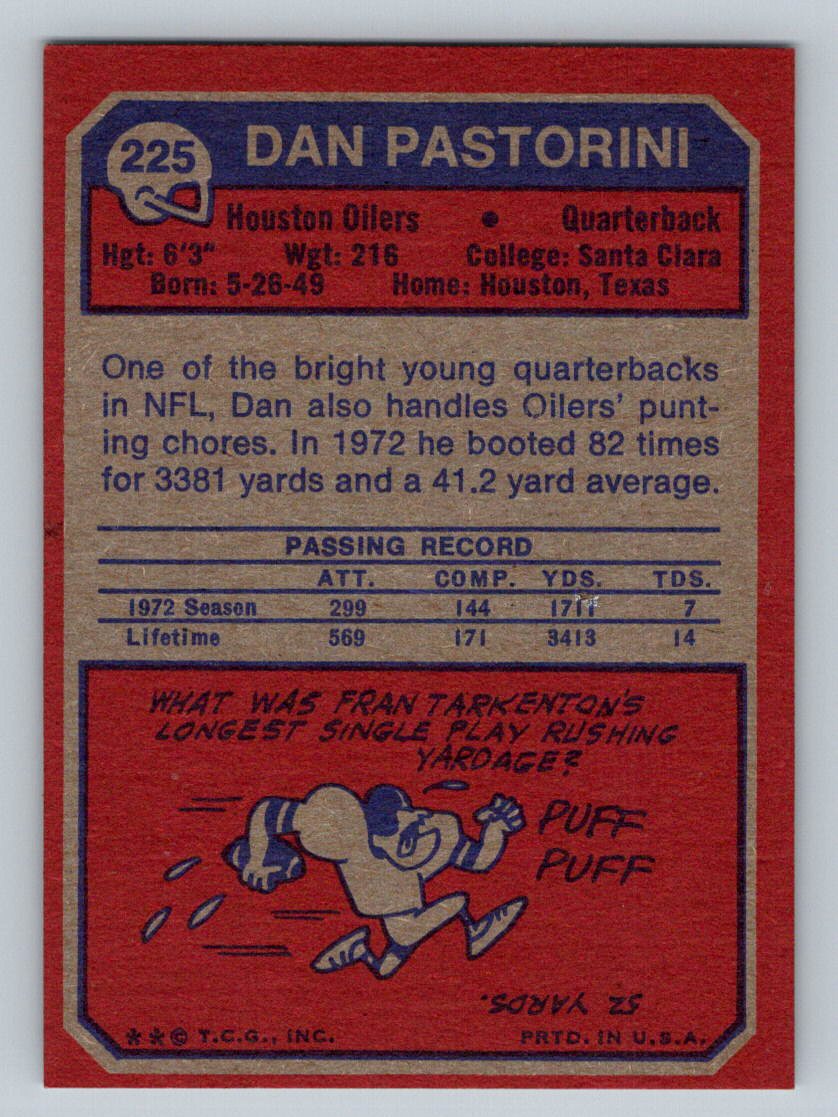 225 DAN PASTORINI
Houston Oilers • Quarterback
Hgt: 6'3" Wgt: 216 College: Santa Clara
Born: 5-26-49 Home: Houston, Texas
One of the bright young quarterbacks
in NFL, Dan also handles Oilers' punt-
ing chores. In 1972 he booted 82 times
for 3381 yards and a 41.2 yard average.
PASSING RECORD
ATT. COMP. YDS. TDS.
1972 Season 299 144 1711 7
Lifetime 569 171 3413 14
WHAT WAS FRAN TARKENTON'S
LONGEST SINGLE PLAY RUSHING
YARDAGE?
PUFF
PUFF
52 YARDS.
**© T.C.G., INC. PRTD. IN U.S.A.